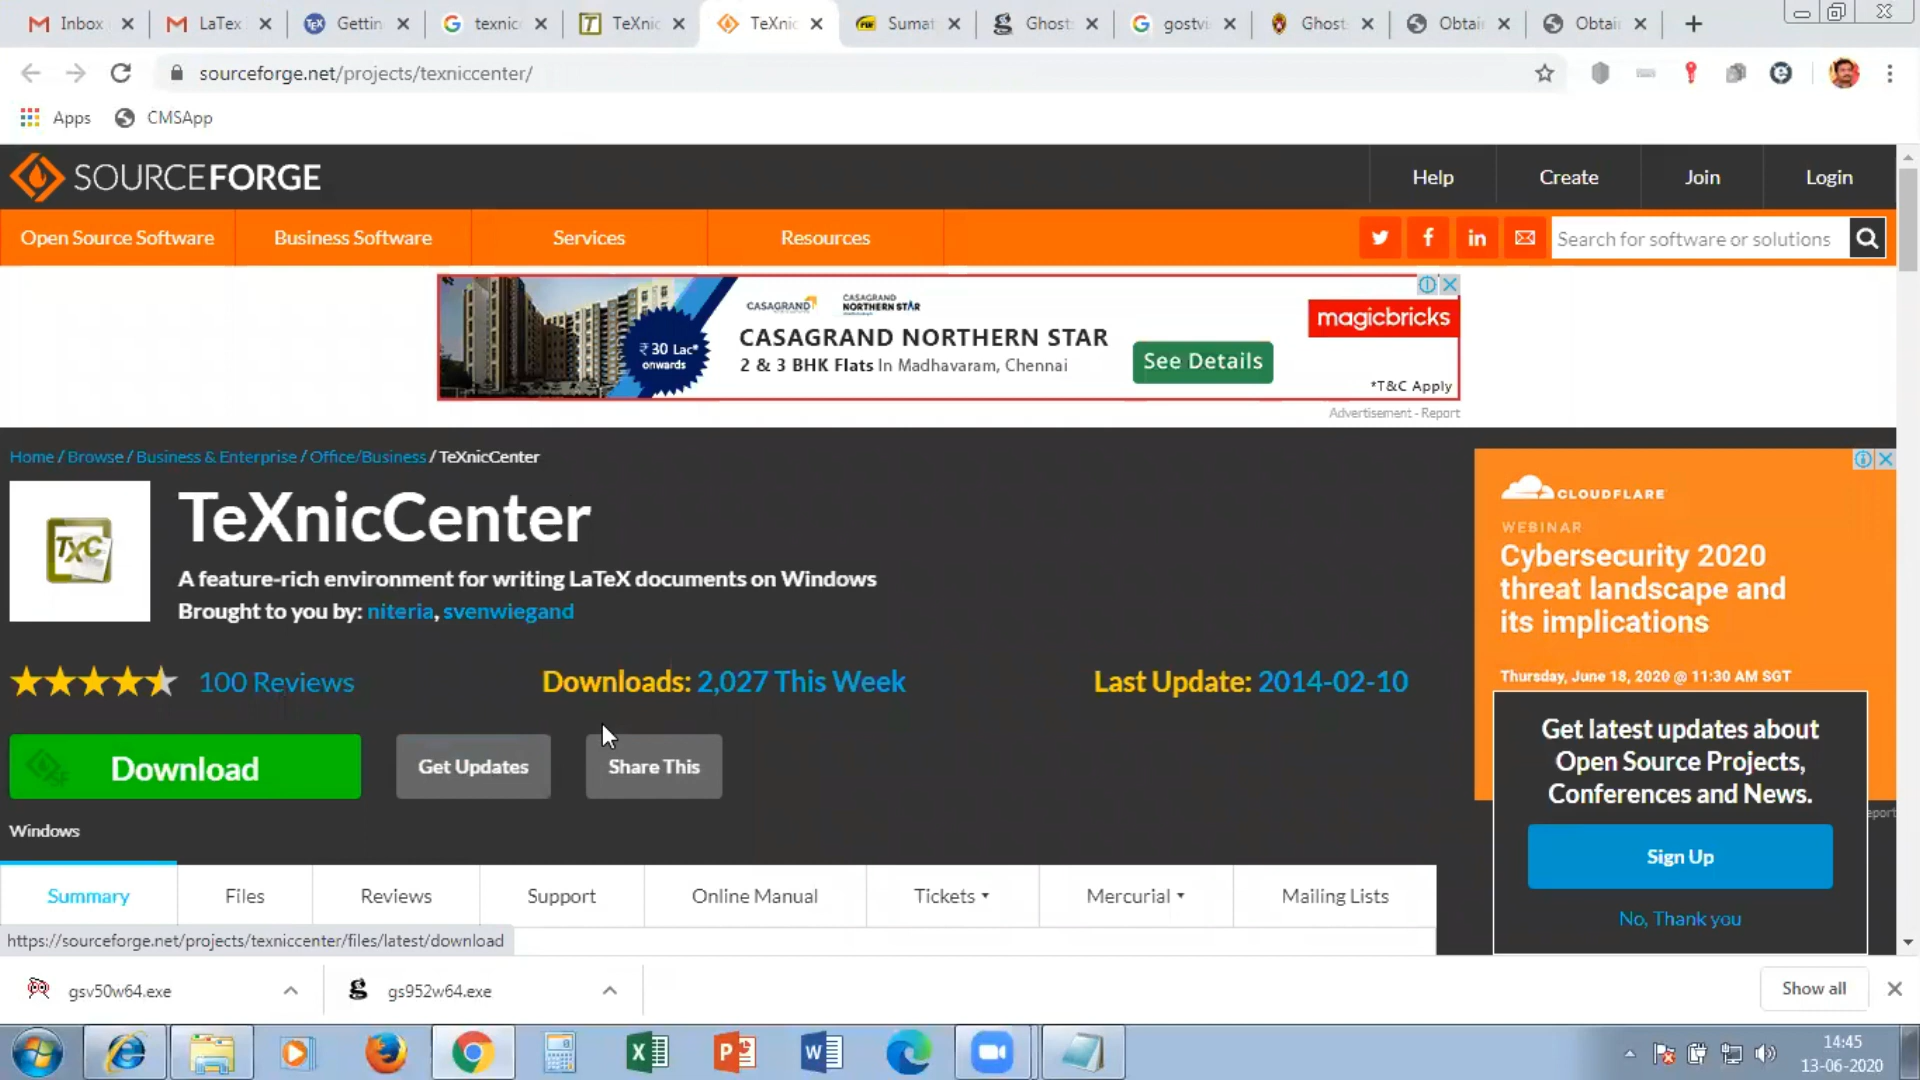 Inbox
LaTex
Gettin
texnic
TeXnic
TeXnic
Sumat
Ghost
gostvi
Ghost
Obtai
Obtai
sourceforge.net/projects/texniccenter/
Apps
CMSApp
SOURCEFORGE
Help
Create
Join
Login
Open Source Software
Business Software
Services
Resources
Search for software or solutions
₹ 30 Lac*
onwards
CASAGRAND
CASAGRAND
NORTHERN STAR
CASAGRAND NORTHERN STAR
2 & 3 BHK Flats In Madhavaram, Chennai
See Details
magicbricks
*T&C Apply
Advertisement - Report
Home / Browse / Business & Enterprise / Office/Business / TeXnicCenter
TXC
TeXnicCenter
A feature-rich environment for writing LaTeX documents on Windows
Brought to you by: niteria, svenwiegand
100 Reviews
Downloads: 2,027 This Week
Last Update: 2014-02-10
Download
Get Updates
Share This
Windows
CLOUDFLARE
WEBINAR
Cybersecurity 2020
threat landscape and
its implications
Thursday, June 18, 2020 @ 11:30 AM SGT
Get latest updates about
Open Source Projects,
Conferences and News.
Sign Up
No, Thank you
eport
Summary
Files
Reviews
Support
Online Manual
Tickets
Mercurial
Mailing Lists
https://sourceforge.net/projects/texniccenter/files/latest/download
gsv50w64.exe
gs952w64.exe
Show all
14:45
13-06-2020